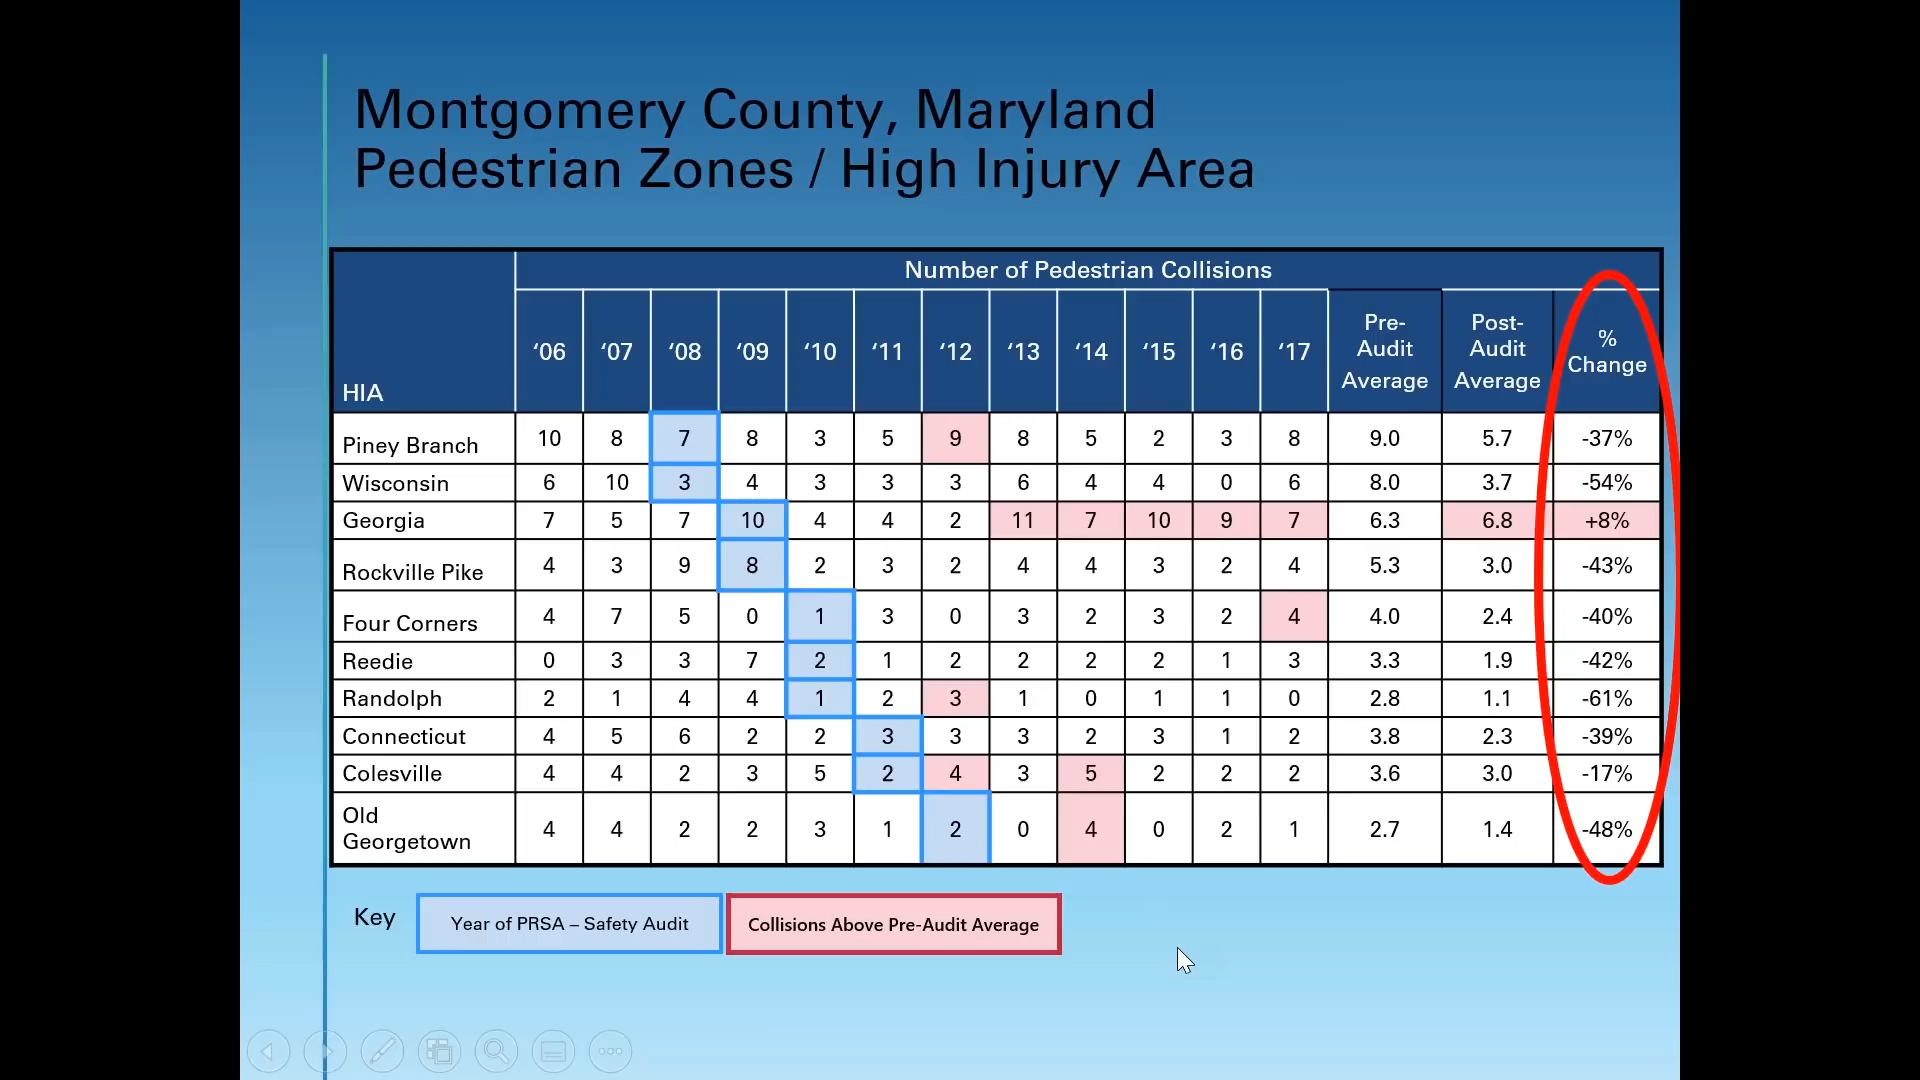 Montgomery County, Maryland
Pedestrian Zones / High Injury Area
Number of Pedestrian Collisions
HIA ‘06 ‘07 ‘08 ‘09 ‘10 ‘11 ‘12 ‘13 ‘14 ‘15 ‘16 ‘17 Pre-Audit Average Post-Audit Average % Change
Piney Branch 10 8 7 8 3 5 9 8 5 2 3 8 9.0 5.7 -37%
Wisconsin 6 10 3 4 3 3 3 6 4 4 0 6 8.0 3.7 -54%
Georgia 7 5 7 10 4 4 2 11 7 10 9 7 6.3 6.8 +8%
Rockville Pike 4 3 9 8 2 3 2 4 4 3 2 4 5.3 3.0 -43%
Four Corners 4 7 5 0 1 3 0 3 2 3 2 4 4.0 2.4 -40%
Reedie 0 3 3 7 2 1 2 2 2 2 1 3 3.3 1.9 -42%
Randolph 2 1 4 4 1 2 3 1 0 1 1 0 2.8 1.1 -61%
Connecticut 4 5 6 2 2 3 3 3 2 3 1 2 3.8 2.3 -39%
Colesville 4 4 2 3 5 2 4 3 5 2 2 2 3.6 3.0 -17%
Old Georgetown 4 4 2 2 3 1 2 0 4 0 2 1 2.7 1.4 -48%
Key Year of PRSA – Safety Audit Collisions Above Pre-Audit Average